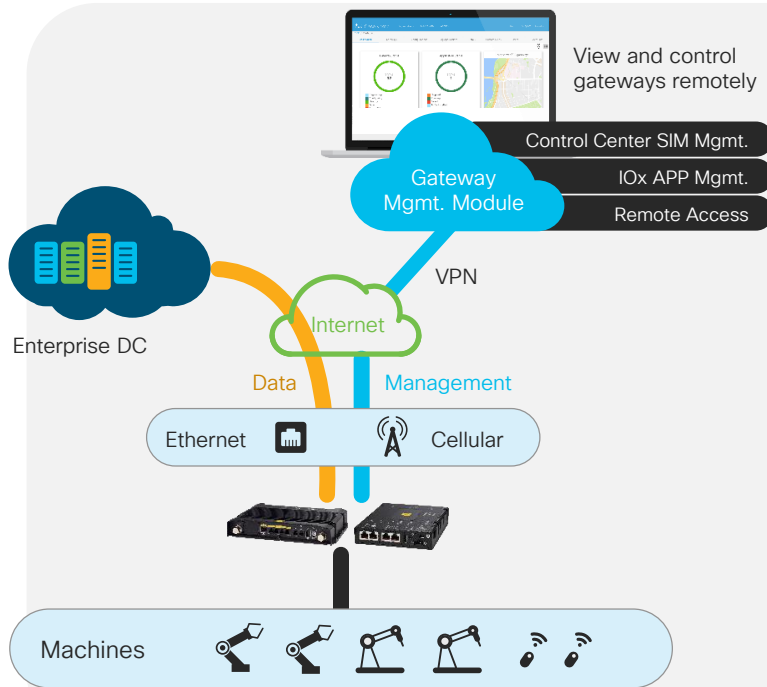 View and control
gateways remotely
Control Center SIM Mgmt.
IOx APP Mgmt.
Remote Access
Gateway
Mgmt. Module
VPN
Internet
Enterprise DC
Data
Management
Ethernet
Cellular
Machines